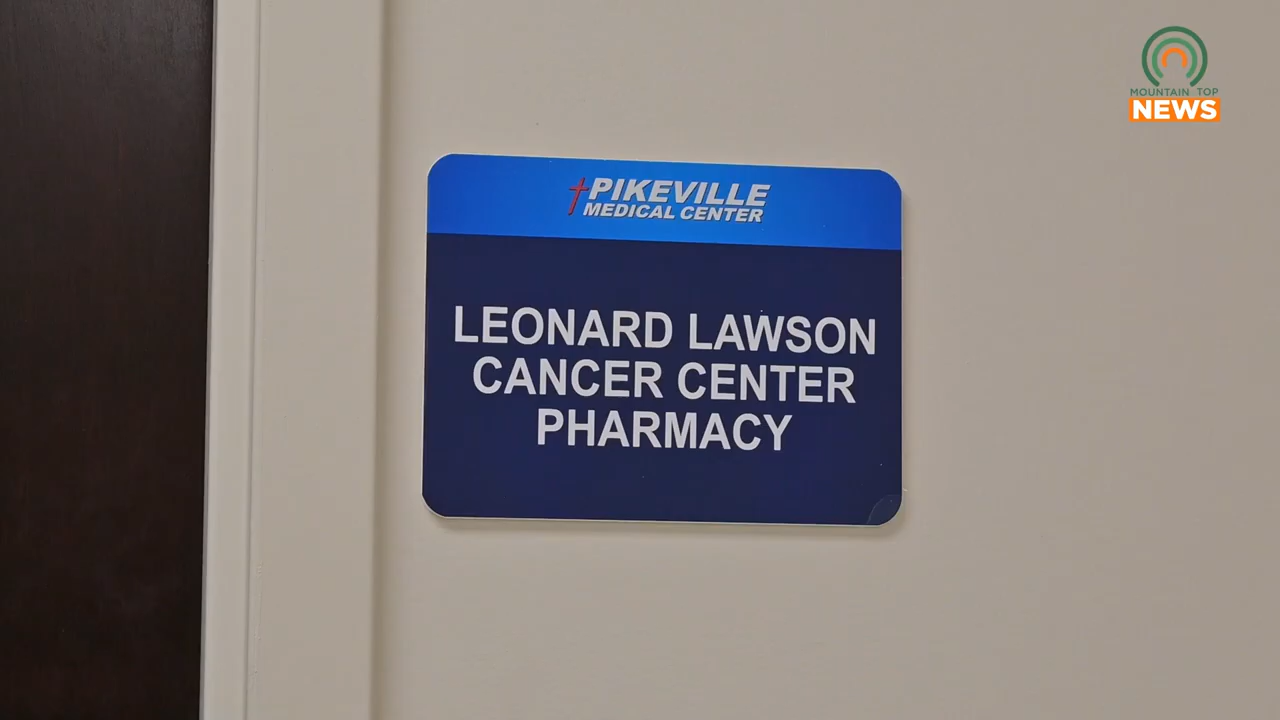 MOUNTAIN TOP
NEWS
PIKEVILLE
MEDICAL CENTER
LEONARD LAWSON
CANCER CENTER
PHARMACY